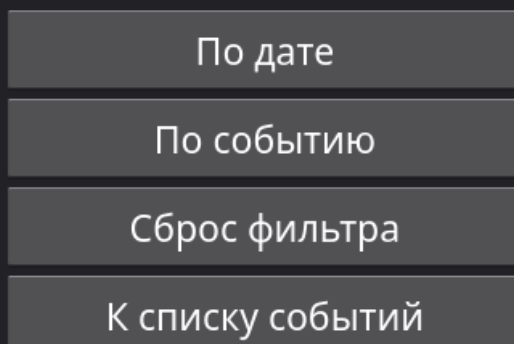 По дате
По событию
Сброс фильтра
К списку событий